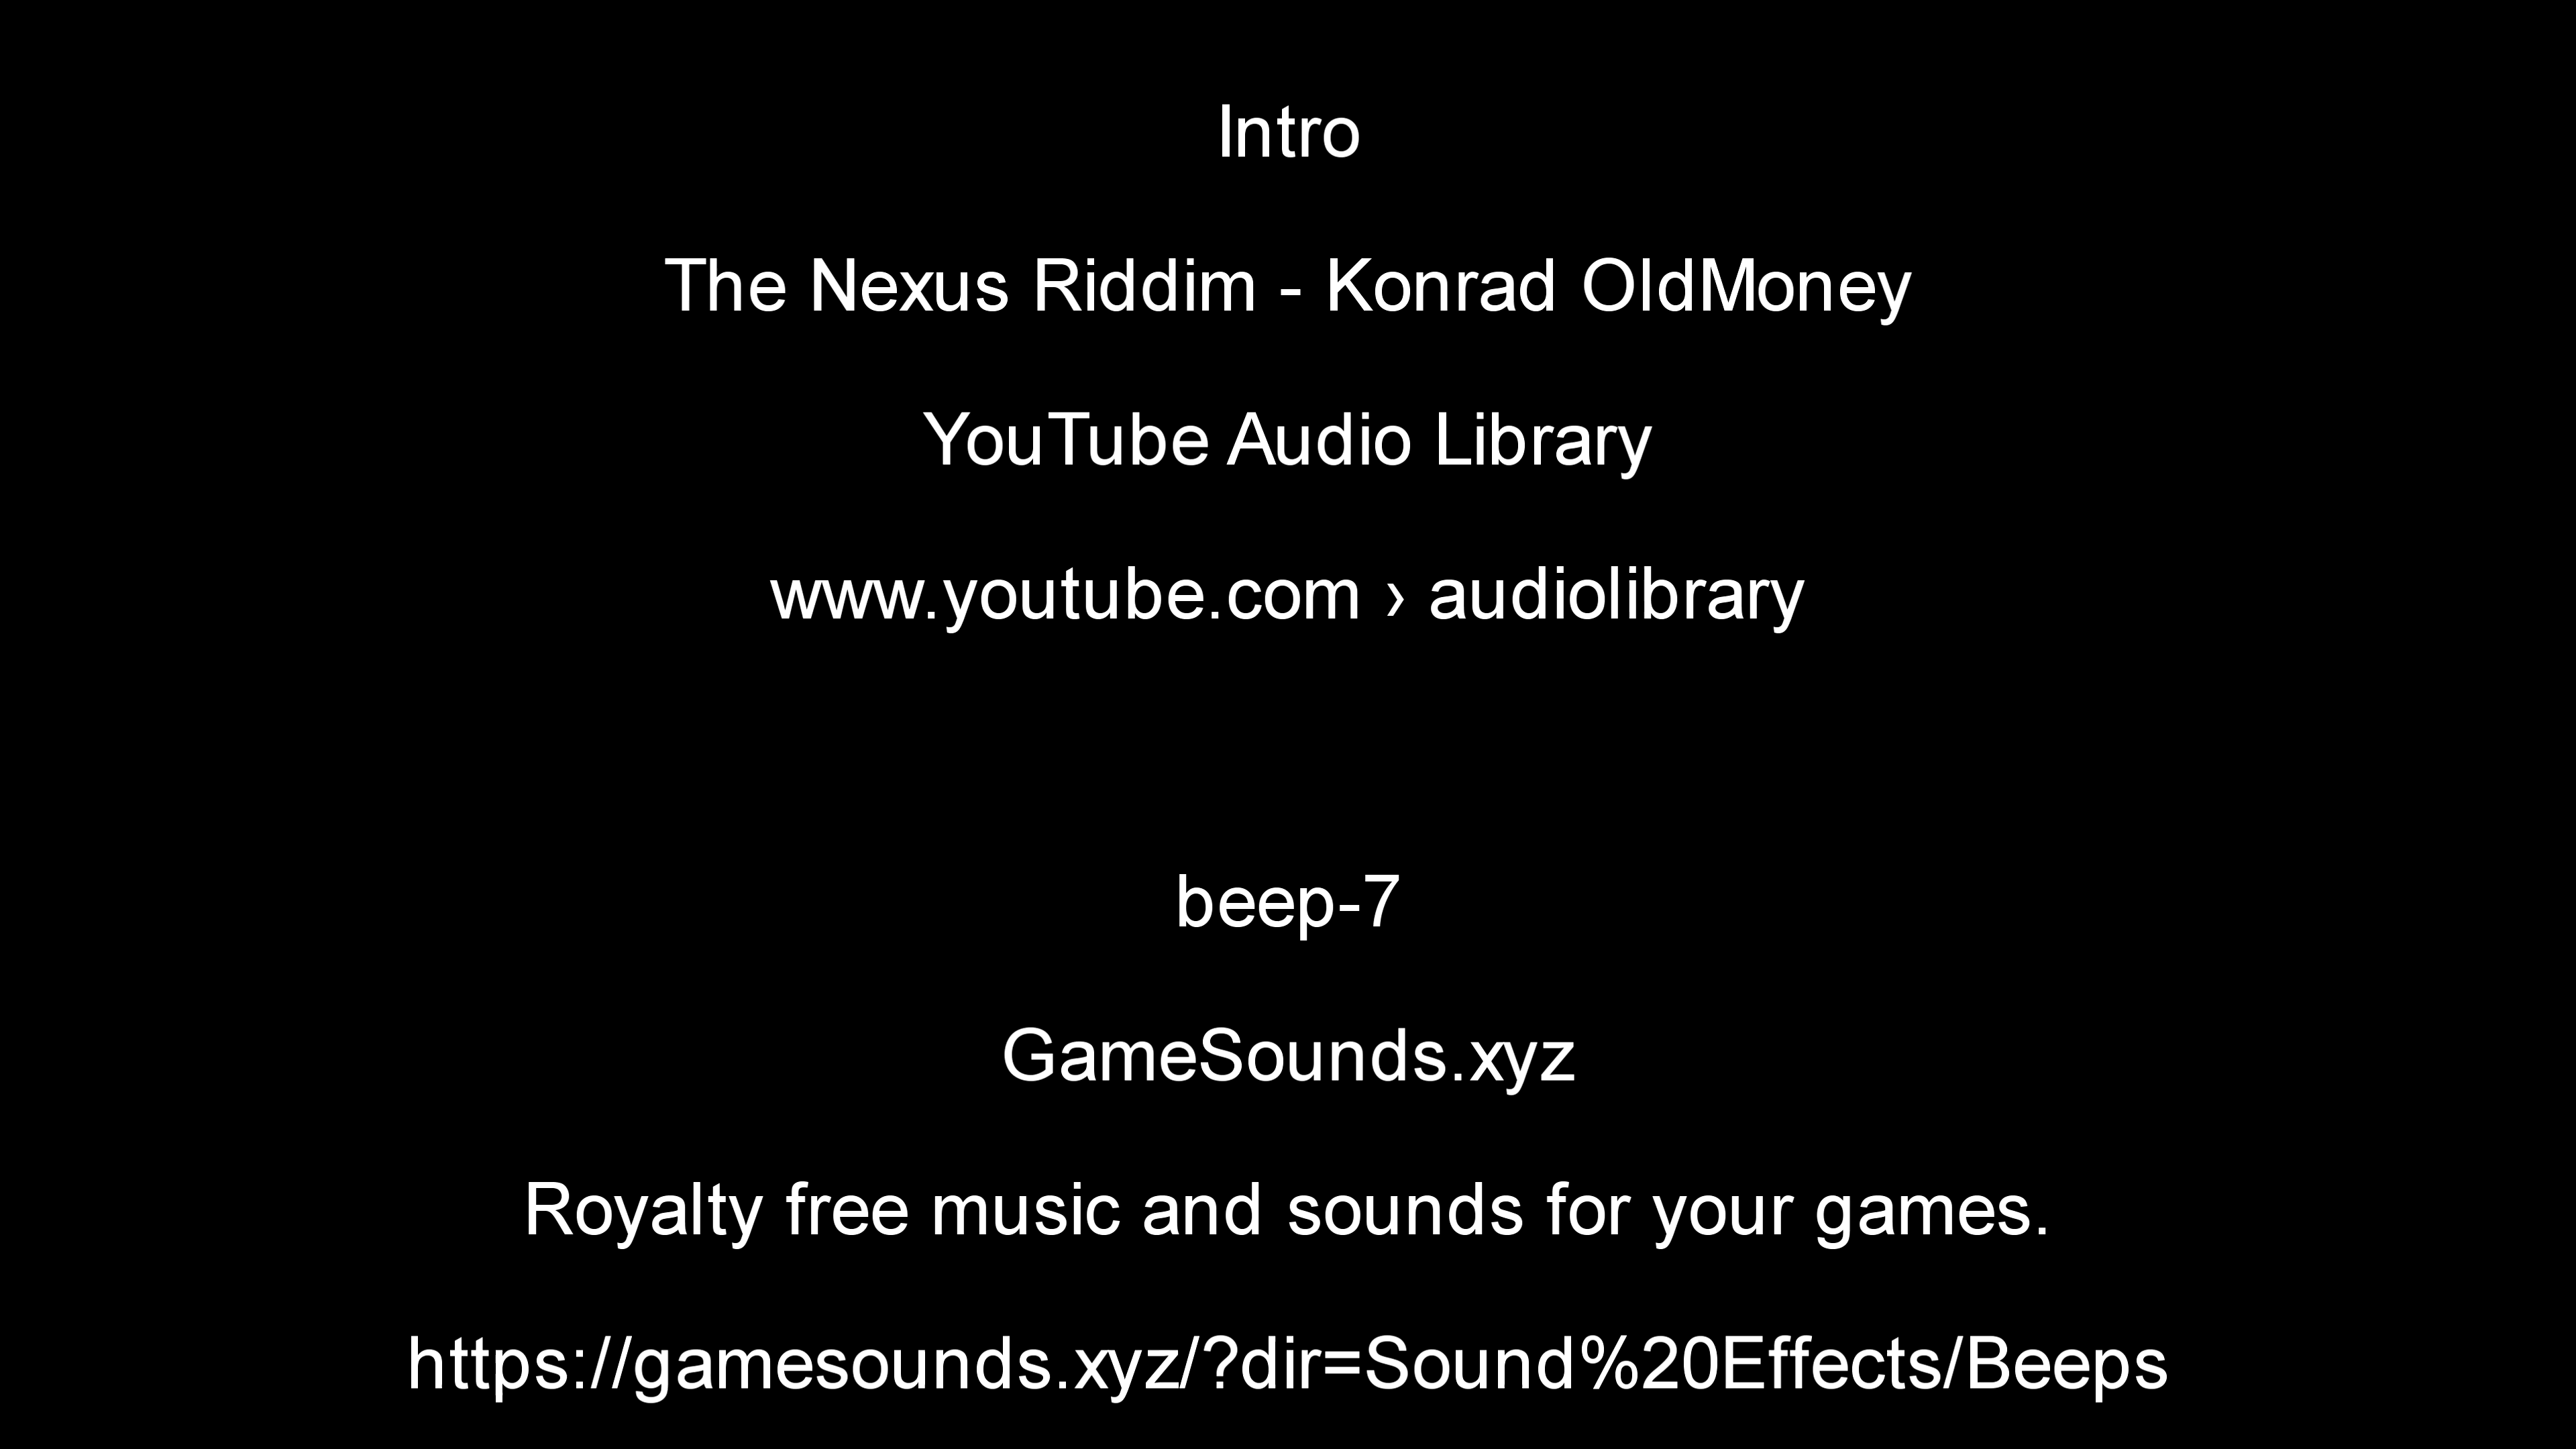 Intro
The Nexus Riddim - Konrad OldMoney
YouTube Audio Library
www.youtube.com › audiolibrary
beep-7
GameSounds.xyz
Royalty free music and sounds for your games.
https://gamesounds.xyz/?dir=Sound%20Effects/Beeps